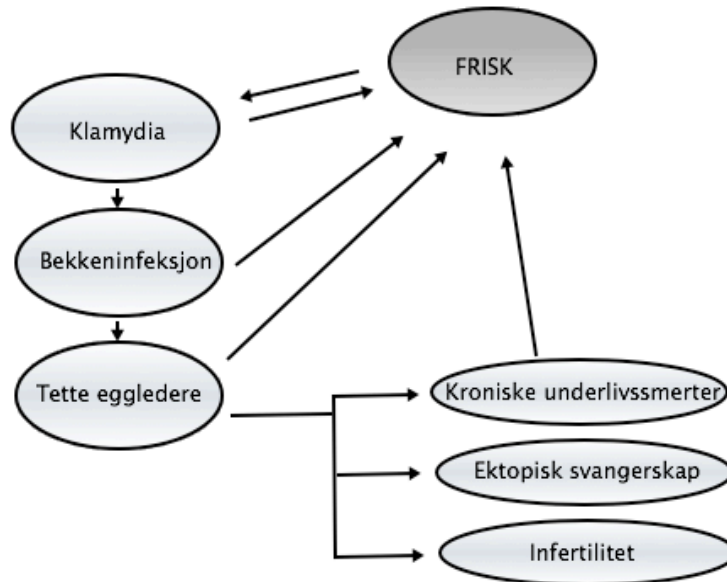 FRISK
Klamydia
Bekkeninfeksjon
Tette eggledere
Kroniske underlivssmerter
Ektopisk svangerskap
Infertilitet